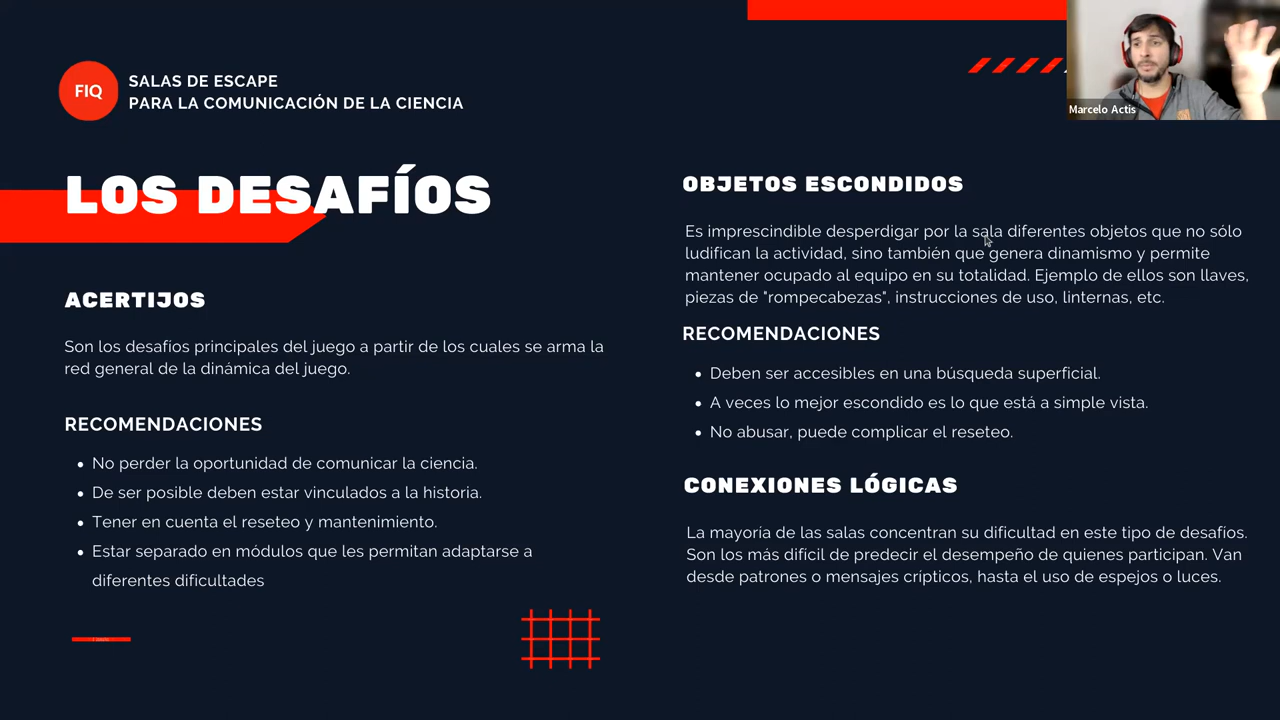 FIQ
SALAS DE ESCAPE
PARA LA COMUNICACIÓN DE LA CIENCIA
Marcelo Actis
LOS DESAFÍOS
ACERTIJOS
Son los desafíos principales del juego a partir de los cuales se arma la
red general de la dinámica del juego.
RECOMENDACIONES
• No perder la oportunidad de comunicar la ciencia.
• De ser posible deben estar vinculados a la historia.
• Tener en cuenta el reseteo y mantenimiento.
• Estar separado en módulos que les permitan adaptarse a
diferentes dificultades
OBJETOS ESCONDIDOS
Es imprescindible desperdigar por la sala diferentes objetos que no sólo
ludifican la actividad, sino también que genera dinamismo y permite
mantener ocupado al equipo en su totalidad. Ejemplo de ellos son llaves,
piezas de "rompecabezas", instrucciones de uso, linternas, etc.
RECOMENDACIONES
• Deben ser accesibles en una búsqueda superficial.
• A veces lo mejor escondido es lo que está a simple vista.
• No abusar, puede complicar el reseteo.
CONEXIONES LÓGICAS
La mayoria de las salas concentran su dificultad en este tipo de desafíos.
Son los más difícil de predecir el desempeño de quienes participan. Van
desde patrones o mensajes crípticos, hasta el uso de espejos o luces.